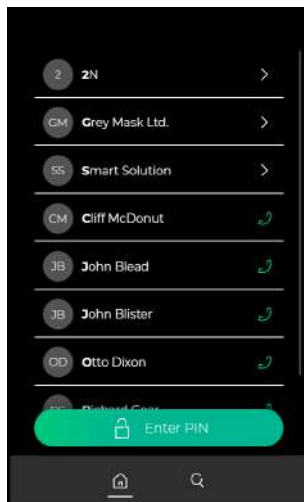 2 2N
GM Grey Mask Ltd.
SS Smart Solution
CM Cliff McDonut
JB John Blead
JB John Blister
OD Otto Dixon
Enter PIN